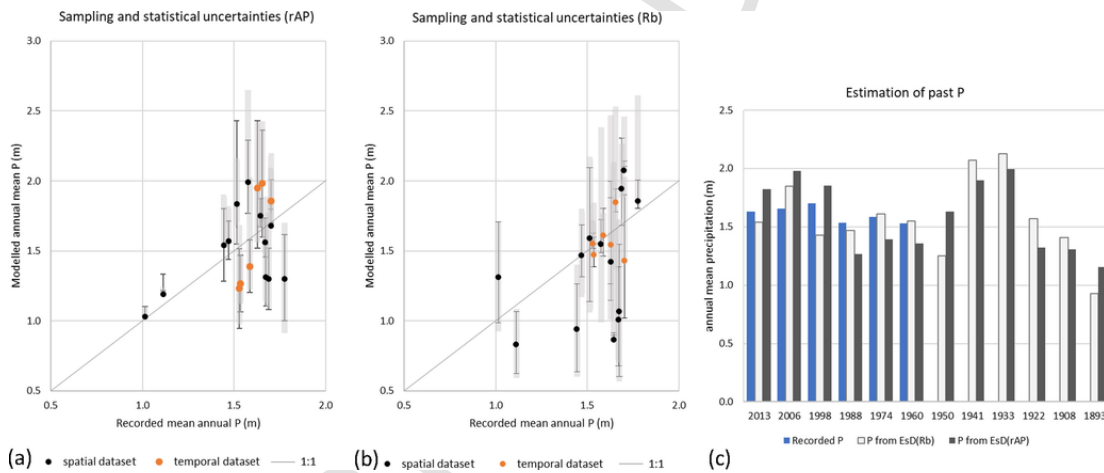 Sampling and statistical uncertainties (rAP)
3.0
2.5
2.0
1.5
1.0
0.5
Modelled annual mean P (m)
0.5 1.0 1.5 2.0
Recorded mean annual P (m)
(a) spatial dataset temporal dataset 1:1
Sampling and statistical uncertainties (Rb)
3.0
2.5
2.0
1.5
1.0
0.5
Modelled annual mean P (m)
0.5 1.0 1.5 2.0
Recorded mean annual P (m)
(b) spatial dataset temporal dataset 1:1
Estimation of past P
2.5
2.0
1.5
1.0
0.5
0.0
annual mean precipitation (m)
2013 2006 1998 1988 1974 1960 1950 1941 1933 1922 1908 1893
(c) Recorded P P from EsD(Rb) P from EsD(rAP)